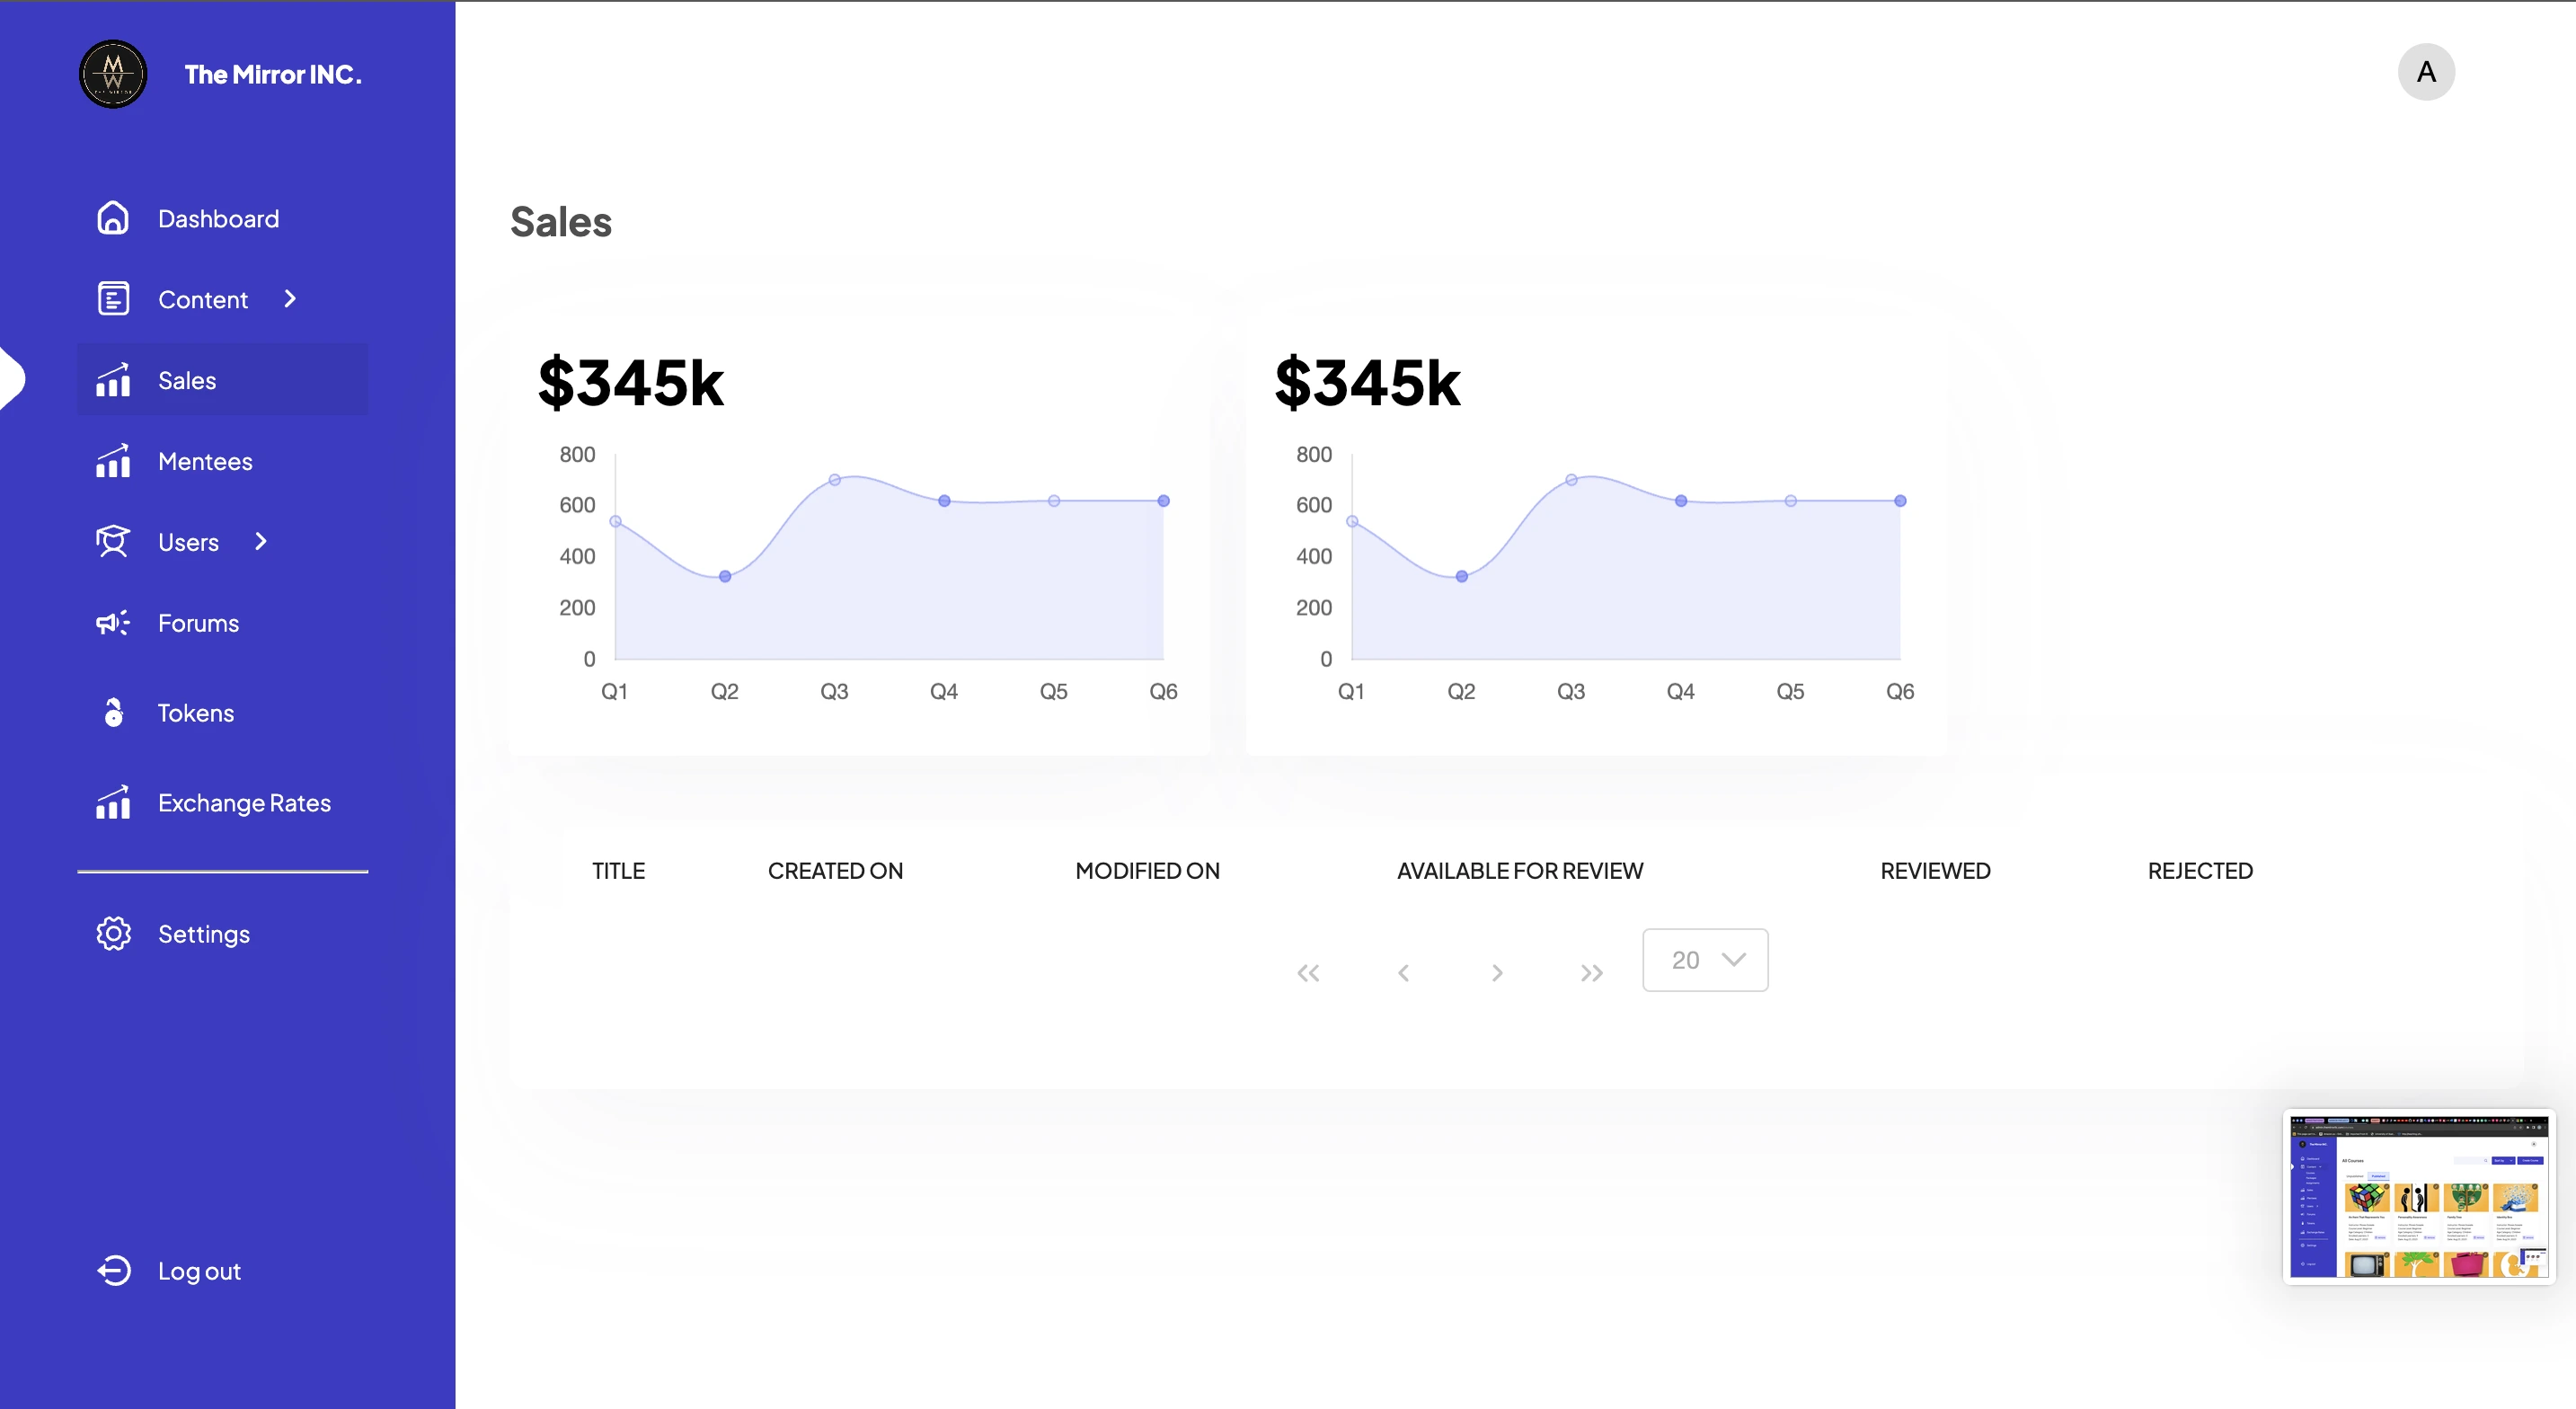 The Mirror INC.
A
Dashboard
Content
Sales
Mentees
Users
Forums
Tokens
Exchange Rates
Settings
Log out
Sales
$345k
800
600
400
200
0
Q1 Q2 Q3 Q4 Q5 Q6
$345k
800
600
400
200
0
Q1 Q2 Q3 Q4 Q5 Q6
TITLE CREATED ON MODIFIED ON AVAILABLE FOR REVIEW REVIEWED REJECTED
20
All Courses